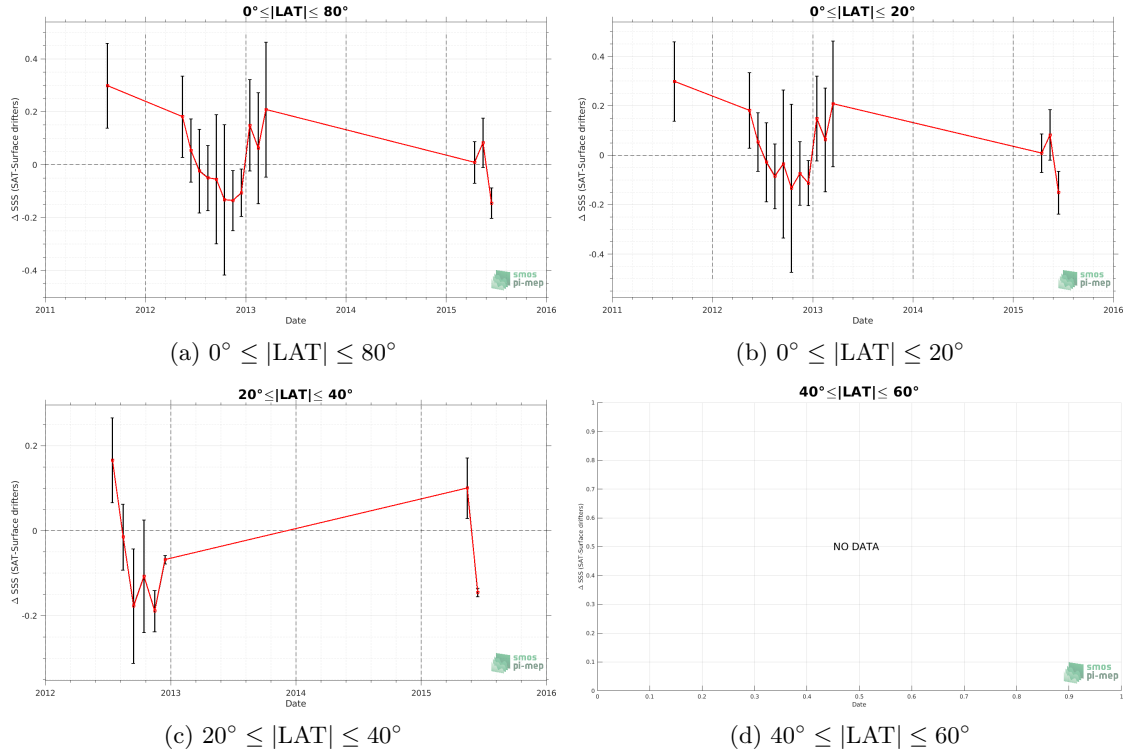 0°≤|LAT|≤ 80°
Δ SSS (SAT-Surface drifters)
0.4
0.2
0
-0.2
-0.4
2011
2012
2013
2014
2015
2016
Date
smos
pi-mep
(a) 0° ≤ |LAT| ≤ 80°
0°≤|LAT|≤ 20°
Δ SSS (SAT-Surface drifters)
0.4
0.2
0
-0.2
-0.4
2011
2012
2013
2014
2015
2016
Date
smos
pi-mep
(b) 0° ≤ |LAT| ≤ 20°
20°≤|LAT|≤ 40°
Δ SSS (SAT-Surface drifters)
0.2
0
-0.2
2012
2013
2014
2015
2016
Date
smos
pi-mep
(c) 20° ≤ |LAT| ≤ 40°
40°≤|LAT|≤ 60°
Δ SSS (SAT-Surface drifters)
1
0.9
0.8
0.7
0.6
0.5
0.4
0.3
0.2
0.1
0
NO DATA
0
0.1
0.2
0.3
0.4
0.5
0.6
0.7
0.8
0.9
1
Date
smos
pi-mep
(d) 40° ≤ |LAT| ≤ 60°